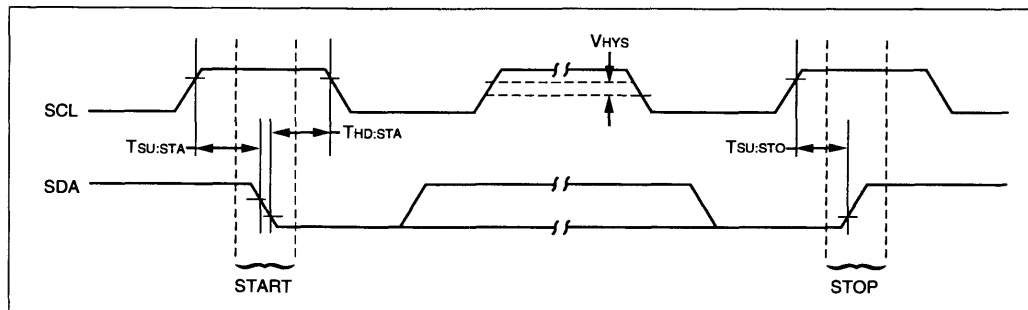 VHYS
SCL
TSU:STA
THD:STA
TSU:STO
SDA
START
STOP